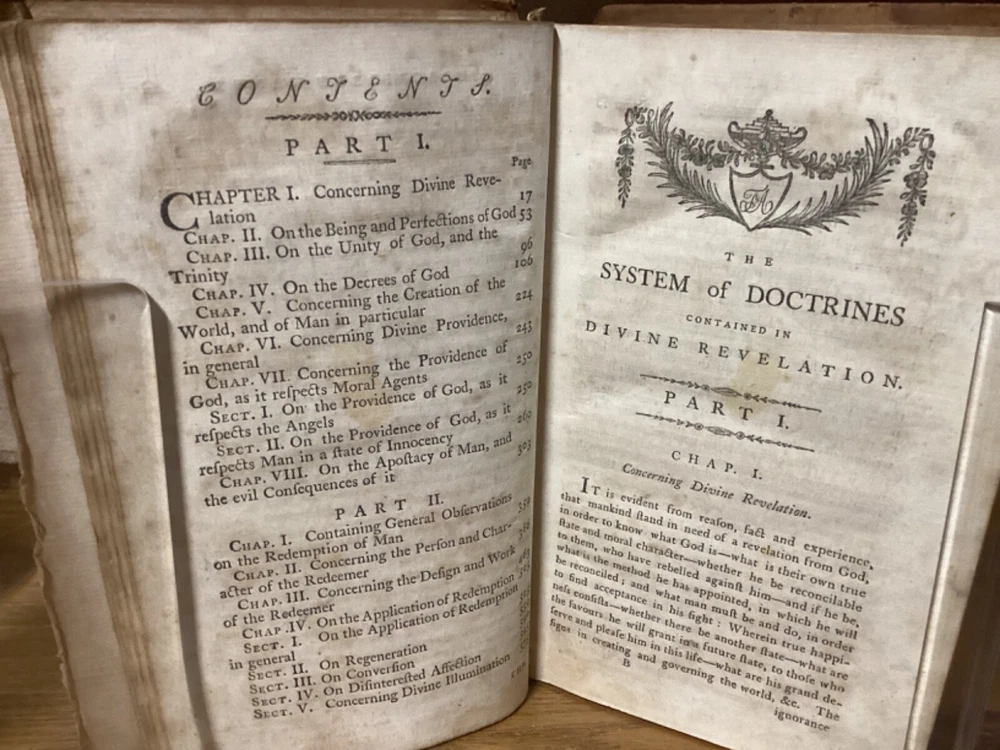 CONTENTS.
PART I.
Page
CHAPTER I. Concerning Divine Reve-
lation 17
CHAP. II. On the Being and Perfections of God 53
CHAP. III. On the Unity of God, and the
Trinity 96
CHAP. IV. On the Decrees of God 106
CHAP. V. Concerning the Creation of the
World, and of Man in particular 224
CHAP. VI. Concerning Divine Providence,
in general 243
CHAP. VII. Concerning the Providence of
God, as it reſpects Moral Agents 250
SECT. I. On the Providence of God, as it
reſpects the Angels 250
SECT. II. On the Providence of God, as it
reſpects Man in a ſtate of Innocency 260
CHAP. VIII. On the Apoſtacy of Man, and
the evil Conſequences of it 303
PART II.
CHAP. I. Containing General Obſervations
on the Redemption of Man
CHAP. II. Concerning the Perſon and Char-
acter of the Redeemer
CHAP. III. Concerning the Deſign and Work
of the Redeemer
CHAP. IV. On the Application of Redemption
SECT. I. On the Application of Redemption
in general
SECT. II. On Regeneration
SECT. III. On Converſion
SECT. IV. On Diſintereſted Affection
SECT. V. Concerning Divine Illumination
THE
SYSTEM of DOCTRINES
CONTAINED IN
DIVINE REVELATION.
PART I.
CHAP. I.
Concerning Divine Revelation.
IT is evident from reaſon, fact and experience,
that mankind ſtand in need of a revelation from God,
in order to know what God is—what is their own true
ſtate and moral character—whether he be reconcilable
to them, who have rebelled againſt him—and if he be,
what is the method he has appointed, in which he will
be reconciled; and what man muſt be and do, in order
to find acceptance in his ſight: Wherein true happi-
neſs conſiſts—whether there be another ſtate—what are
the favours he will grant in a future ſtate, to thoſe who
ſerve and pleaſe him in this life—what are his grand de-
ſigns in creating and governing the world, &c. The
B
ignorance